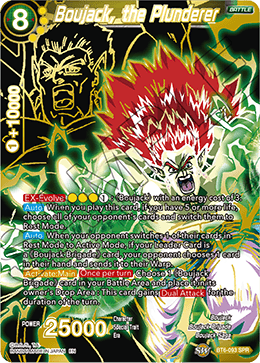 8
Boujack, the Plunderer
BATTLE
1 +10000
EX-Evolve 1 : {Boujack} with an energy cost of 3
Auto When you play this card, if you have 5 or more life,
choose all of your opponent's cards and switch them to
Rest Mode.
Auto When your opponent switches 1 of their cards in
Rest Mode to Active Mode, if your Leader Card is
a 《Boujack Brigade》 card, your opponent chooses 1 card
in their hand and sends it to their Warp.
Activate:Main Once per turn Choose 1 《Boujack
Brigade》 card in your Battle Area and place it in its
owner's Drop Area : This card gains Dual Attack for the
duration of the turn.
POWER
25000
Character
Special Trait
Era
Boujack
Boujack Brigade
Boujack Saga
BT6-093 SPR